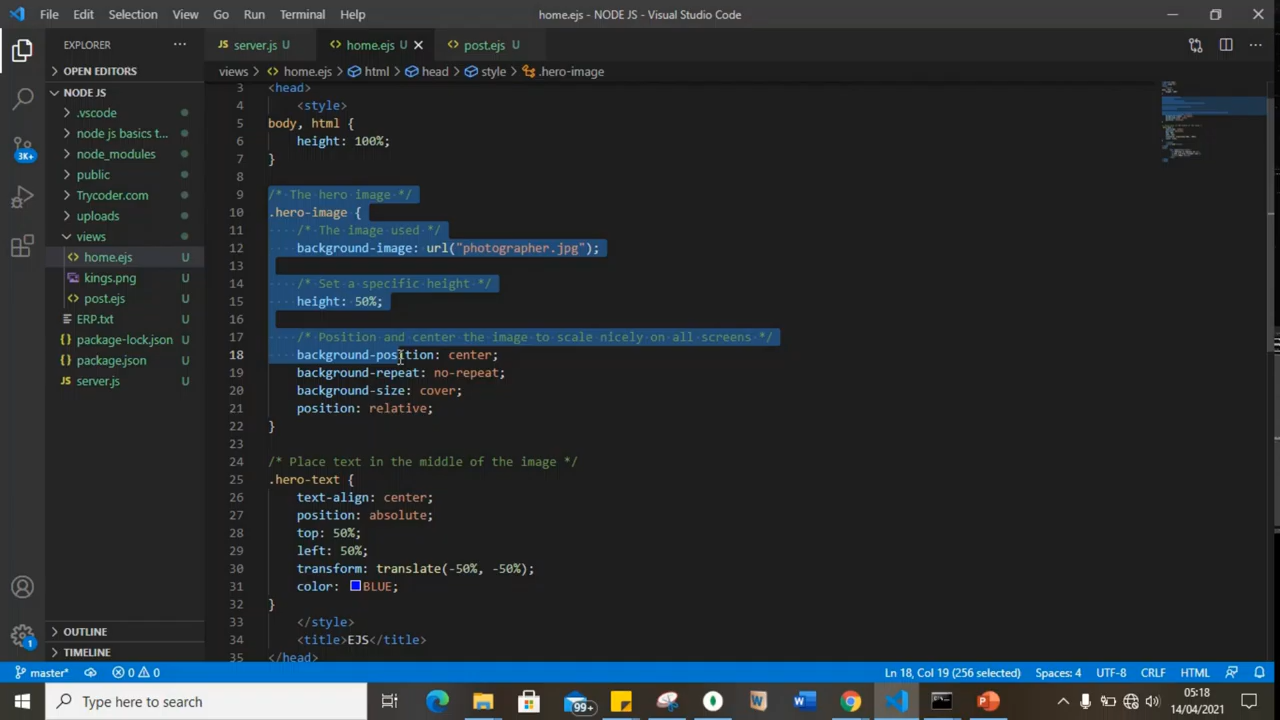 File Edit Selection View Go Run Terminal Help home.ejs - NODE JS - Visual Studio Code
EXPLORER
server.js U
home.ejs U
post.ejs U
OPEN EDITORS
views > home.ejs > html > head > style > .hero-image
NODE JS
.vscode
node js basics t...
node_modules
public
Trycoder.com
uploads
views
home.ejs U
kings.png U
post.ejs U
ERP.txt U
package-lock.json U
package.json U
server.js U
OUTLINE
TIMELINE
3K+
1
3 <head>
4 <style>
5 body, html {
6 height: 100%;
7 }
8
9 /* The hero image */
10 .hero-image {
11 /* The image used */
12 background-image: url("photographer.jpg");
13
14 /* Set a specific height */
15 height: 50%;
16
17 /* Position and center the image to scale nicely on all screens */
18 background-position: center;
19 background-repeat: no-repeat;
20 background-size: cover;
21 position: relative;
22 }
23
24 /* Place text in the middle of the image */
25 .hero-text {
26 text-align: center;
27 position: absolute;
28 top: 50%;
29 left: 50%;
30 transform: translate(-50%, -50%);
31 color: BLUE;
32 }
33 </style>
34 <title>EJS</title>
35 </head>
master* 0 0 Ln 18, Col 19 (256 selected) Spaces: 4 UTF-8 CRLF HTML
Type here to search
99+
05:18
14/04/2021